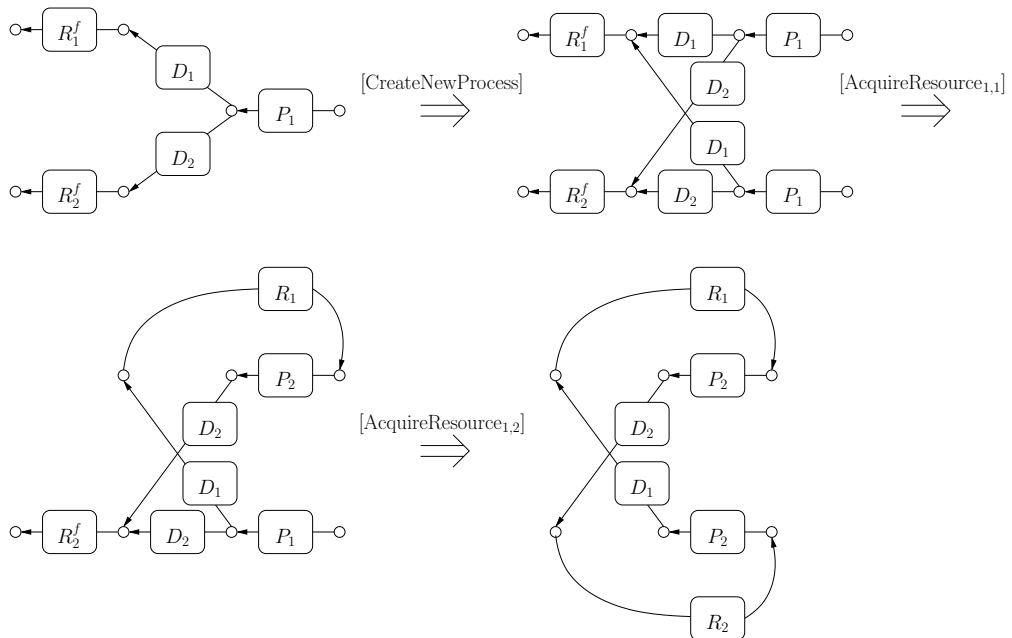 R_1^f
D_1
P_1
D_2
R_2^f
[CreateNewProcess]
R_1^f D_1 P_1
D_2
D_1
R_2^f D_2 P_1
[AcquireResource_{1,1}]
R_1
P_2
D_2
D_1
R_2^f D_2 P_1
[AcquireResource_{1,2}]
R_1
P_2
D_2
D_1
P_2
R_2